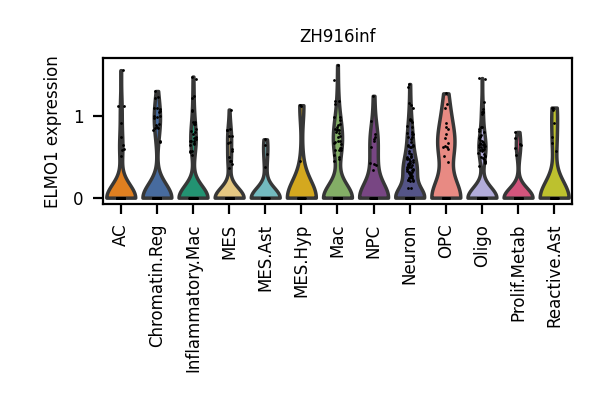 ZH916inf
ELMO1 expression
1
0
AC
Chromatin.Reg
Inflammatory.Mac
MES
MES.Ast
MES.Hyp
Mac
NPC
Neuron
OPC
Oligo
Prolif.Metab
Reactive.Ast